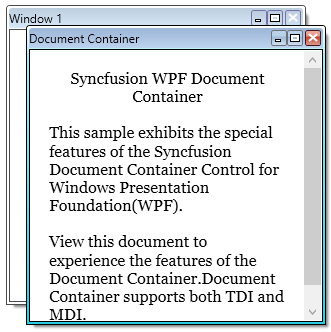 Window 1
Document Container
Syncfusion WPF Document
Container
This sample exhibits the special
features of the Syncfusion
Document Container Control for
Windows Presentation
Foundation(WPF).
View this document to
experience the features of the
Document Container.Document
Container supports both TDI and
MDI.